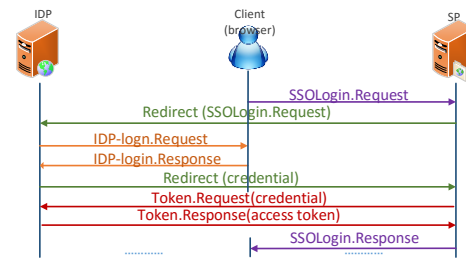 IDP
Client
(browser)
SP
SSOLogin.Request
Redirect (SSOLogin.Request)
IDP-logn.Request
IDP-login.Response
Redirect (credential)
Token.Request(credential)
Token.Response(access token)
SSOLogin.Response
............
............